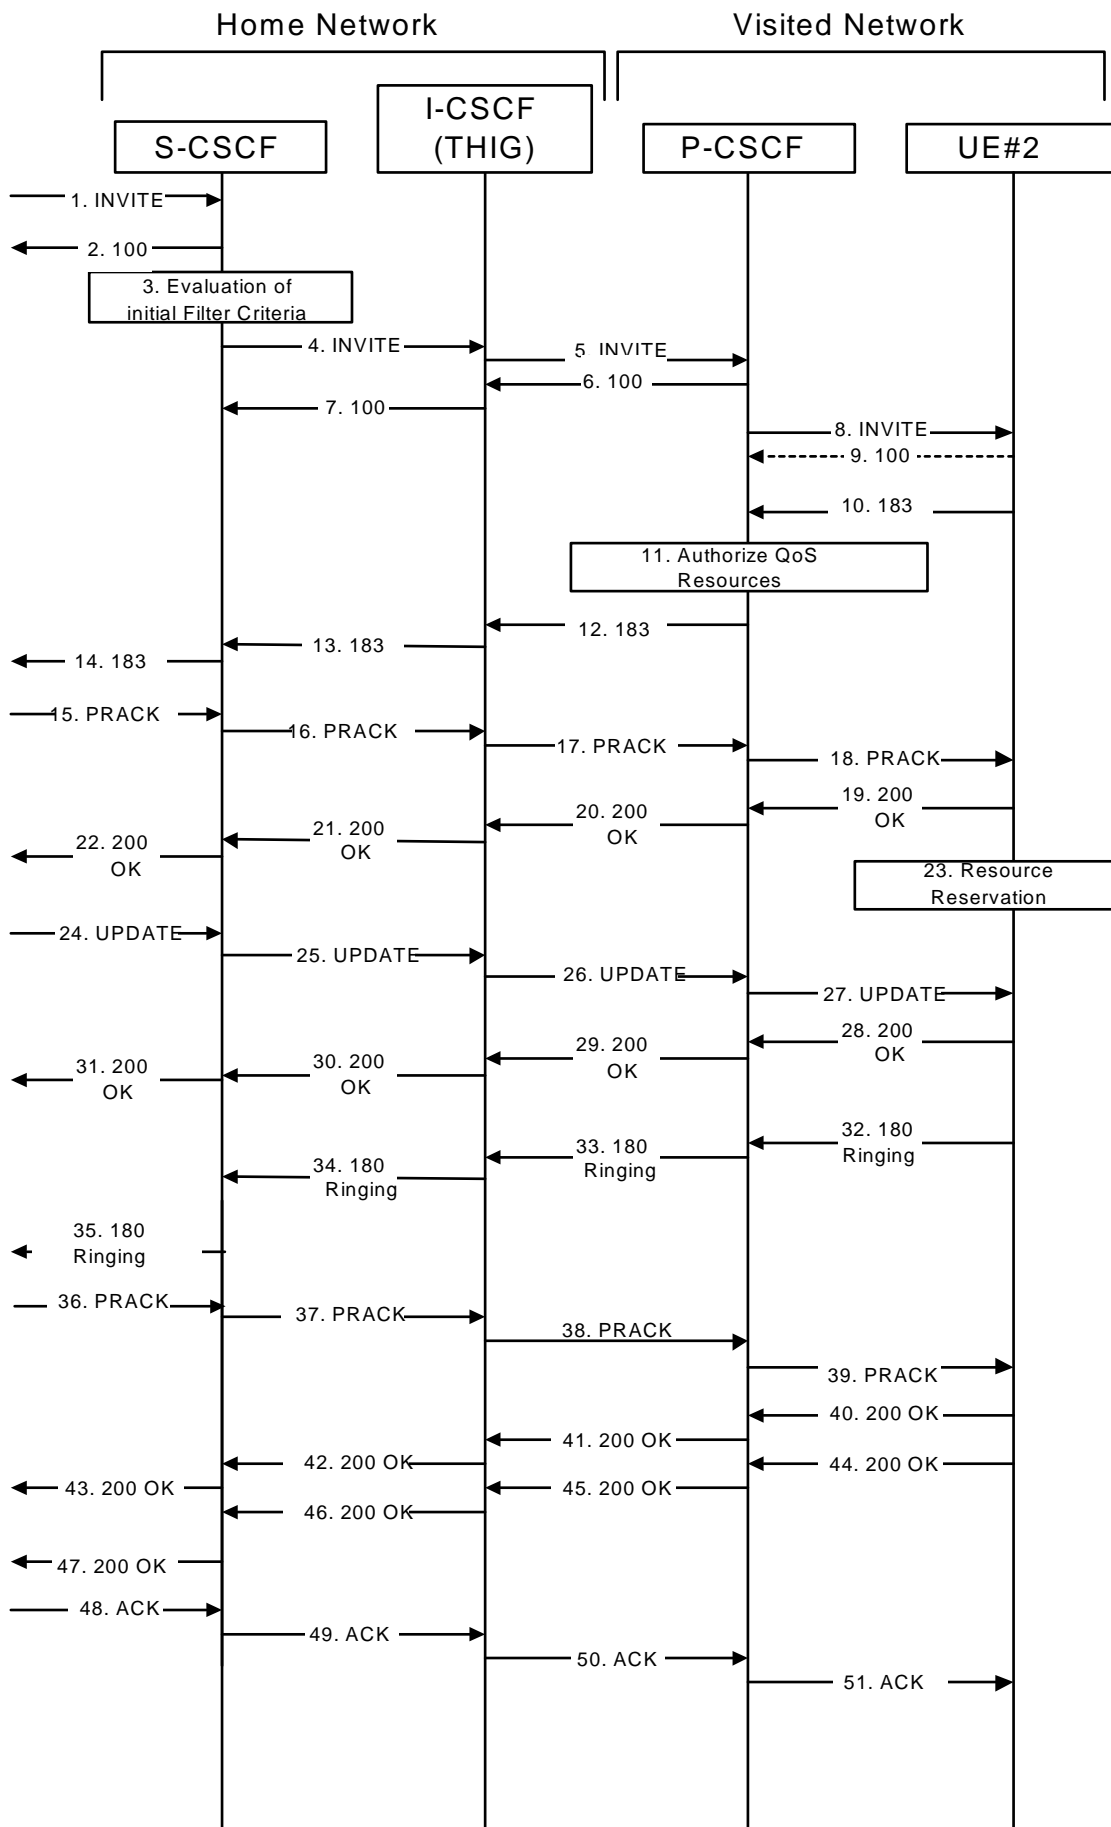 Home Network
Visited Network
I-CSCF
(THIG)
S-CSCF
P-CSCF
UE#2
1. INVITE
2. 100
3. Evaluation of
initial Filter Criteria
4. INVITE
5. INVITE
6. 100
7. 100
8. INVITE
9. 100
10. 183
11. Authorize QoS
Resources
12. 183
13. 183
14. 183
15. PRACK
16. PRACK
17. PRACK
18. PRACK
19. 200
OK
20. 200
OK
21. 200
OK
22. 200
OK
23. Resource
Reservation
24. UPDATE
25. UPDATE
26. UPDATE
27. UPDATE
28. 200
OK
29. 200
OK
30. 200
OK
31. 200
OK
32. 180
Ringing
33. 180
Ringing
34. 180
Ringing
35. 180
Ringing
36. PRACK
37. PRACK
38. PRACK
39. PRACK
40. 200 OK
41. 200 OK
42. 200 OK
43. 200 OK
44. 200 OK
45. 200 OK
46. 200 OK
47. 200 OK
48. ACK
49. ACK
50. ACK
51. ACK